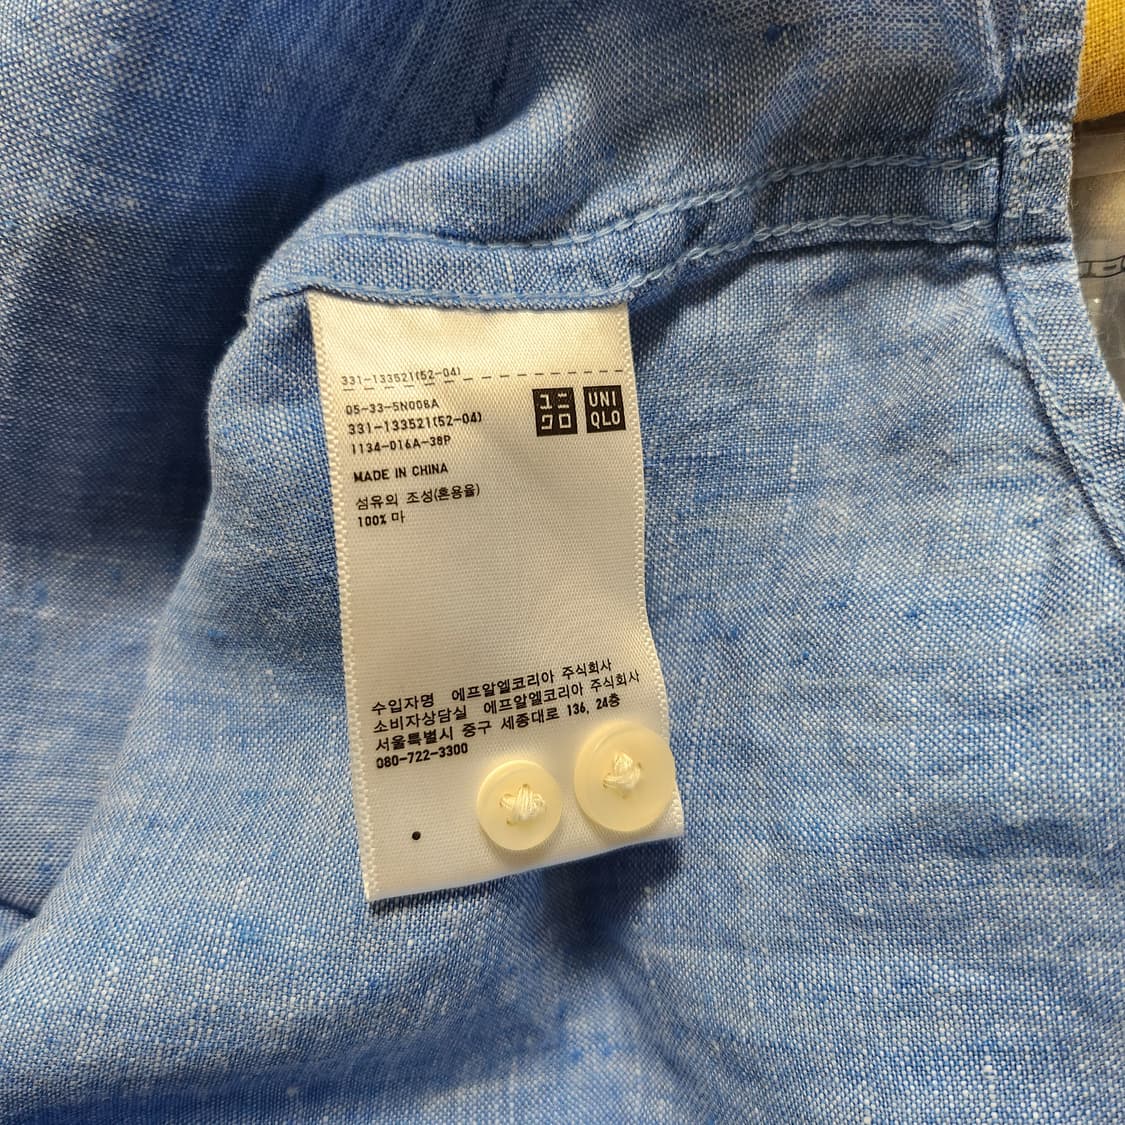 331-133521(52-04)
05-33-5N008A
331-133521(52-04)
1134-016A-38P
ユニ
クロ
UNI
QLO
MADE IN CHINA
섬유의 조성(혼용율)
100% 마
수입자명 에프알엘코리아 주식회사
소비자상담실 에프알엘코리아 주식회사
서울특별시 중구 세종대로 136, 24층
080-722-3300